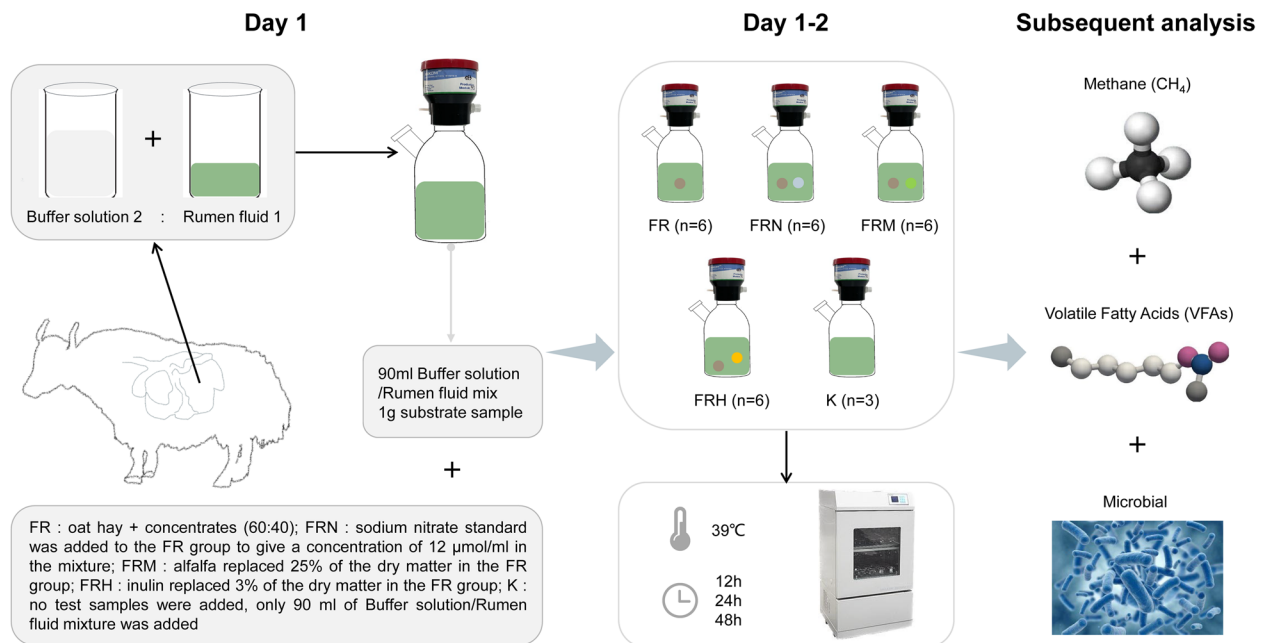 Day 1
Day 1-2
Subsequent analysis
Buffer solution 2 : Rumen fluid 1
+
90ml Buffer solution
/Rumen fluid mix
1g substrate sample
+
FR : oat hay + concentrates (60:40); FRN : sodium nitrate standard
was added to the FR group to give a concentration of 12 μmol/ml in
the mixture; FRM : alfalfa replaced 25% of the dry matter in the FR
group; FRH : inulin replaced 3% of the dry matter in the FR group; K :
no test samples were added, only 90 ml of Buffer solution/Rumen
fluid mixture was added
FR (n=6)
FRN (n=6)
FRM (n=6)
FRH (n=6)
K (n=3)
39℃
12h
24h
48h
Methane (CH₄)
+
Volatile Fatty Acids (VFAs)
+
Microbial